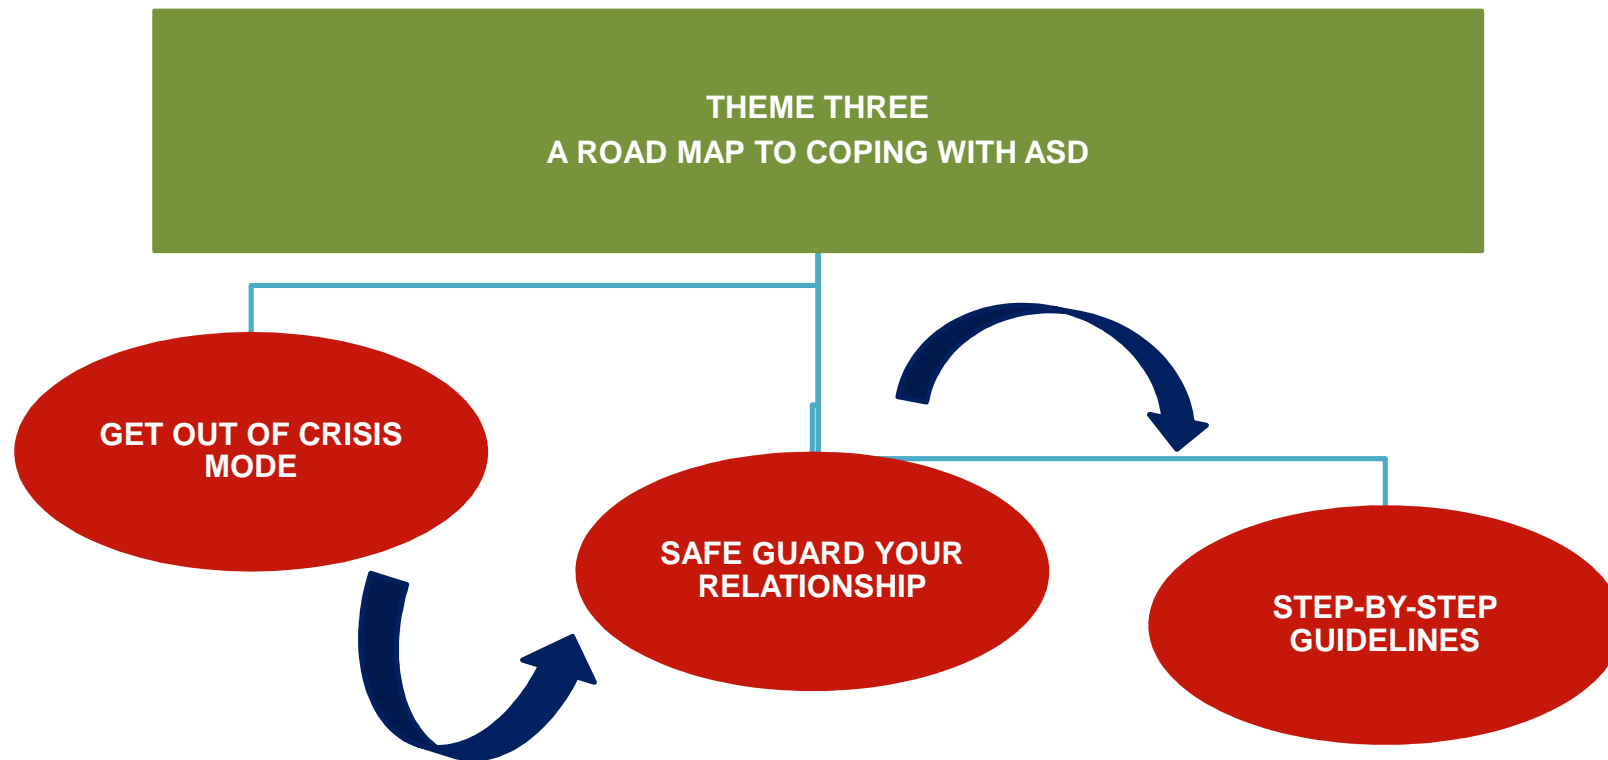 THEME THREE
A ROAD MAP TO COPING WITH ASD
GET OUT OF CRISIS
MODE
SAFE GUARD YOUR
RELATIONSHIP
STEP-BY-STEP
GUIDELINES